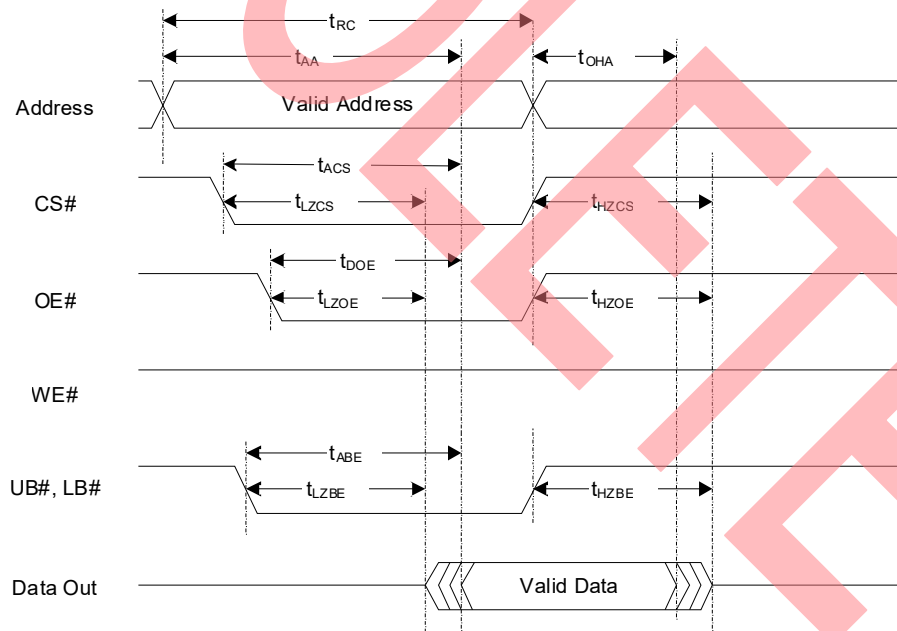 tRC
tAA
tOHA
Address
Valid Address
tACS
CS#
tLZCS
tHZCS
tDOE
OE#
tLZOE
tHZOE
WE#
tABE
UB#, LB#
tLZBE
tHZBE
Data Out
Valid Data